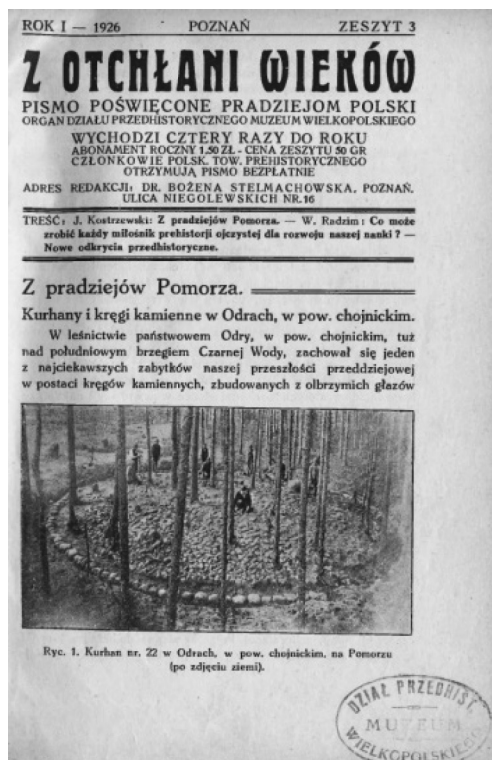 ROK I — 1926 POZNAŃ ZESZYT 3
Z OTCHŁANI WIEKÓW
PISMO POŚWIĘCONE PRADZIEJOM POLSKI
ORGAN DZIAŁU PRZEDHISTORYCZNEGO MUZEUM WIELKOPOLSKIEGO
WYCHODZI CZTERY RAZY DO ROKU
ABONAMENT ROCZNY 1.50 ZŁ - CENA ZESZYTU 50 GR
CZŁONKOWIE POLSK. TOW. PREHISTORYCZNEGO
OTRZYMUJĄ PISMO BEZPŁATNIE
ADRES REDAKCJI: DR. BOŻENA STELMACHOWSKA, POZNAŃ,
ULICA NIEGOLEWSKICH NR. 16
TREŚĆ: J. Kostrzewski: Z pradziejów Pomorza. — W. Radzim: Co może
zrobić każdy miłośnik prehistorji ojczystej dla rozwoju naszej nauki? —
Nowe odkrycia przedhistoryczne.
Z pradziejów Pomorza.
Kurhany i kręgi kamienne w Odrach, w pow. chojnickim.
W leśnictwie państwowem Odry, w pow. chojnickim, tuż
nad południowym brzegiem Czarnej Wody, zachował się jeden
z najciekawszych zabytków naszej przeszłości przeddziejowej
w postaci kręgów kamiennych, zbudowanych z olbrzymich głazów
Ryc. 1. Kurhan nr. 22 w Odrach, w pow. chojnickim, na Pomorzu
(po zdjęciu ziemi).
DZIAŁ PRZEDHIST.
MUZEUM
WIELKOPOLSKIEGO